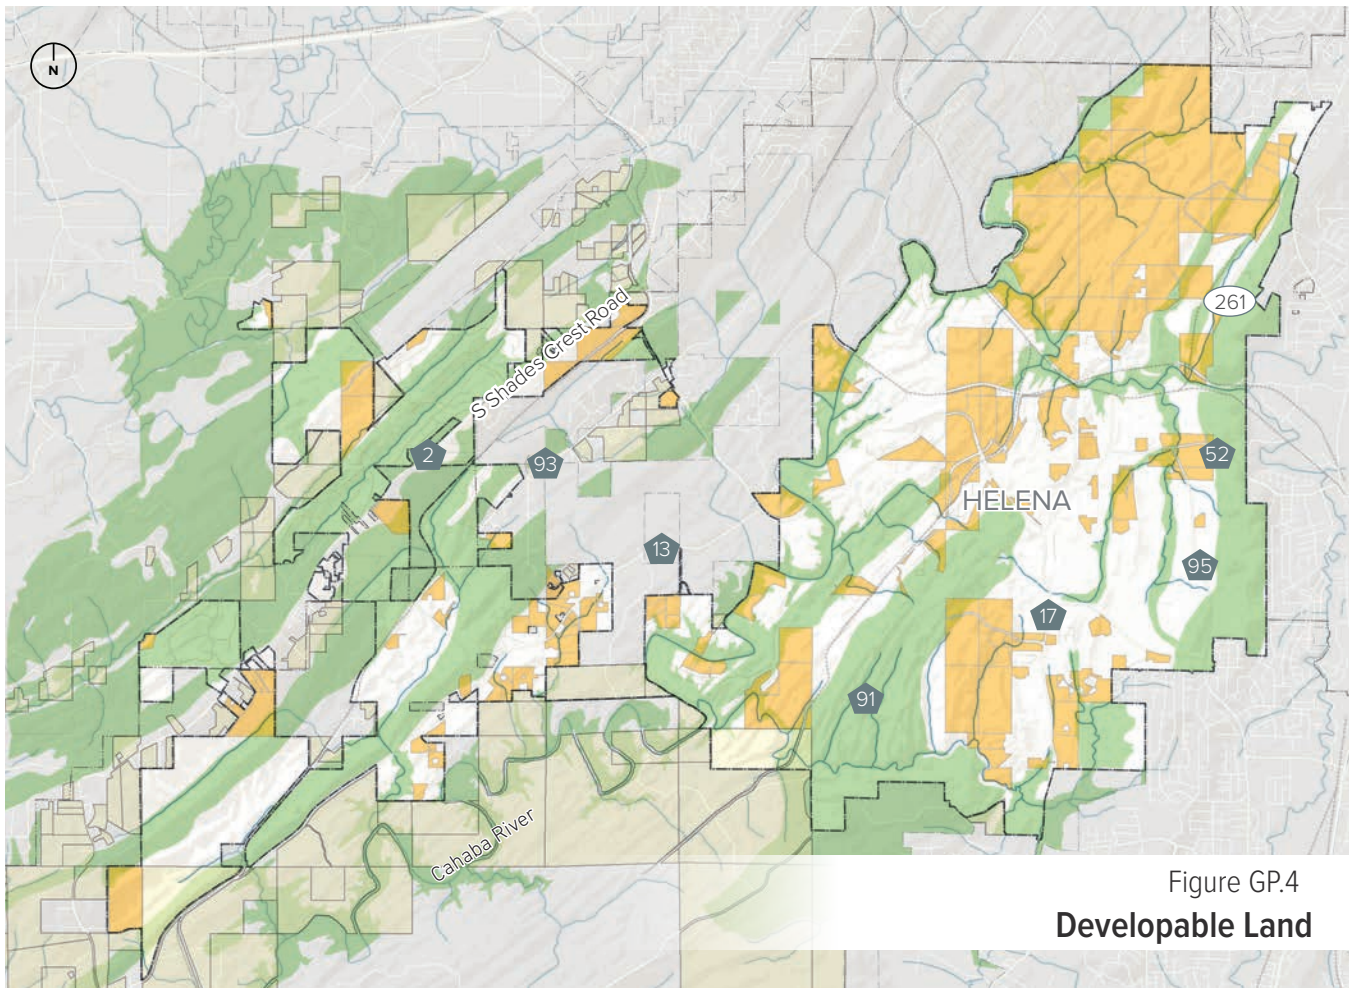 N
261
S Shades Crest Road
2
93
52
HELENA
13
95
17
91
Cahaba River
Figure GP.4
Developable Land